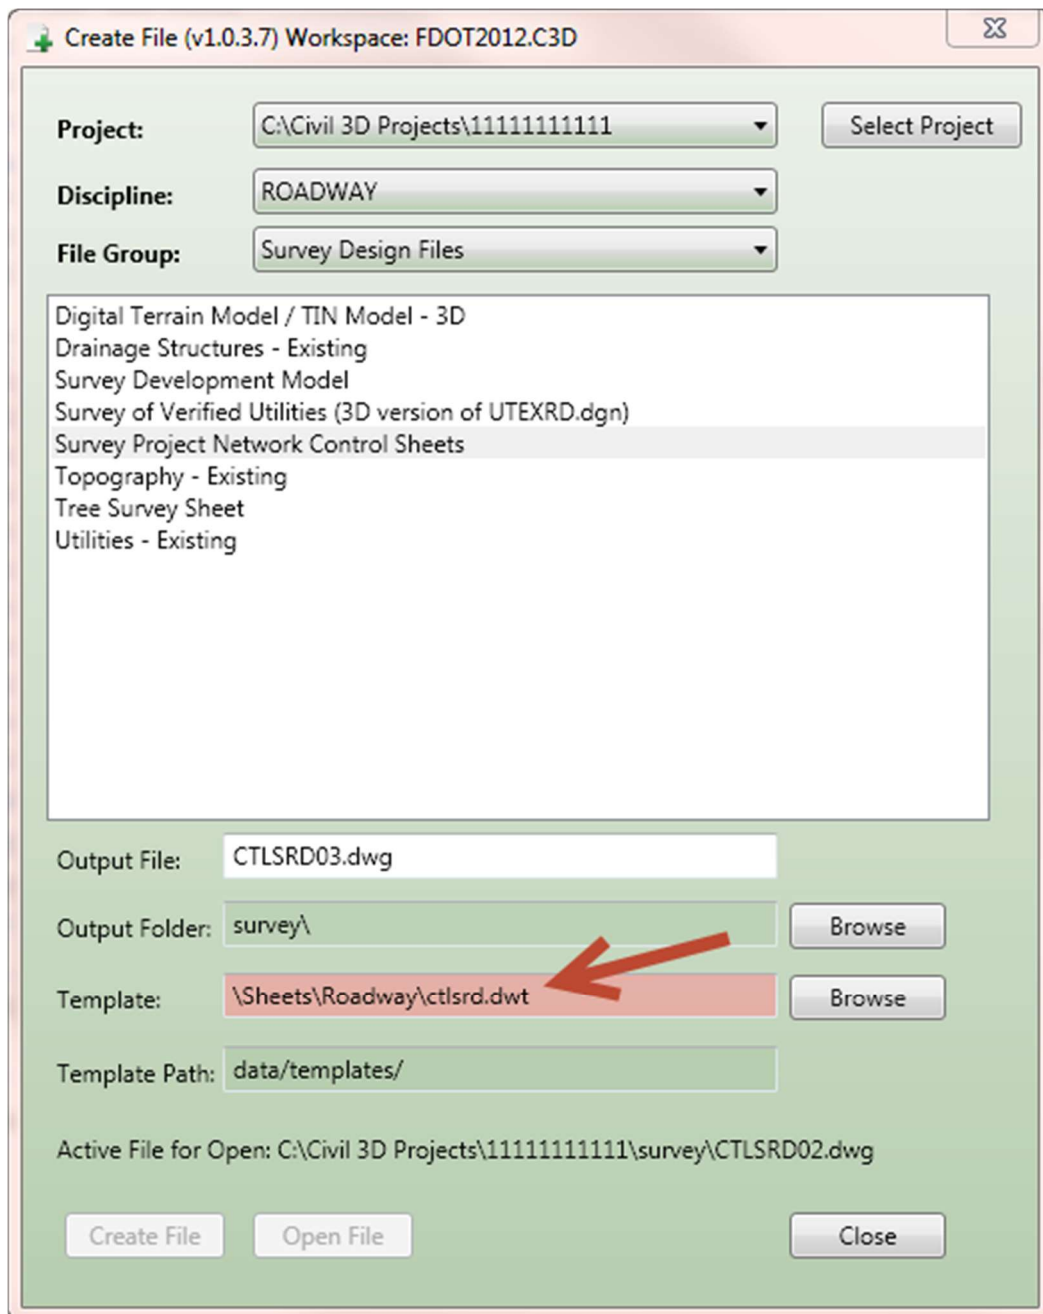 Create File (v1.0.3.7) Workspace: FDOT2012.C3D
Project: C:\Civil 3D Projects\11111111111 Select Project
Discipline: ROADWAY
File Group: Survey Design Files
Digital Terrain Model / TIN Model - 3D
Drainage Structures - Existing
Survey Development Model
Survey of Verified Utilities (3D version of UTEXRD.dgn)
Survey Project Network Control Sheets
Topography - Existing
Tree Survey Sheet
Utilities - Existing
Output File: CTLSRD03.dwg
Output Folder: survey\ Browse
Template: \Sheets\Roadway\ctlsrd.dwt Browse
Template Path: data/templates/
Active File for Open: C:\Civil 3D Projects\11111111111\survey\CTLSRD02.dwg
Create File Open File Close